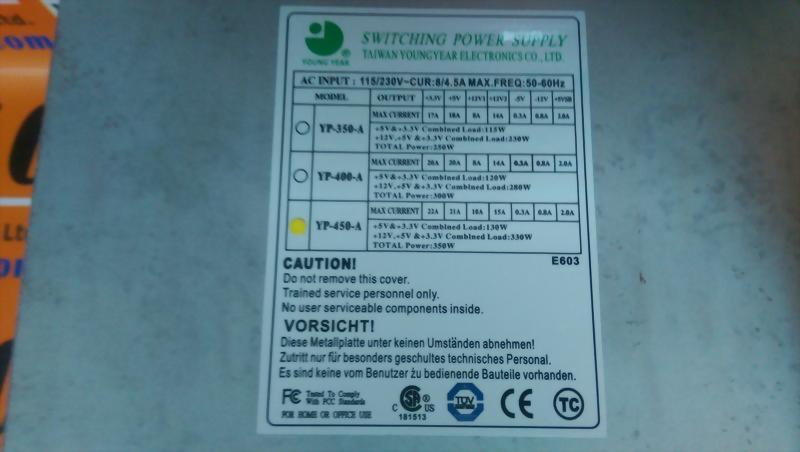 Ltd.
SWITCHING POWER SUPPLY
TAIWAN YOUNGYEAR ELECTRONICS CO., LTD.
YOUNG YEAR ®
AC INPUT : 115/230V~CUR:8/4.5A MAX.FREQ:50-60Hz
MODEL OUTPUT +3.3V +5V +12V1 +12V2 -5V -12V +5VSB
YP-350-A MAX CURRENT 17A 18A 8A 14A 0.3A 0.8A 2.0A
+5V&+3.3V Combined Load:115W
+12V,+5V &+3.3V Combined Load:230W
TOTAL Power:250W
YP-400-A MAX CURRENT 20A 20A 8A 14A 0.3A 0.8A 2.0A
+5V&+3.3V Combined Load:120W
+12V,+5V &+3.3V Combined Load:280W
TOTAL Power:300W
YP-450-A MAX CURRENT 22A 21A 10A 15A 0.3A 0.8A 2.0A
+5V&+3.3V Combined Load:130W
+12V,+5V &+3.3V Combined Load:330W
TOTAL Power:350W
E603
CAUTION!
Do not remove this cover.
Trained service personnel only.
No user serviceable components inside.
VORSICHT!
Diese Metallplatte unter keinen Umständen abnehmen!
Zutritt nur für besonders geschultes technisches Personal.
Es sind keine vom Benutzer zu bedienende Bauteile vorhanden.
FC Tested To Comply
With FCC Standards
FOR HOME OR OFFICE USE
C SA ® US
181513
TÜV
CE
TC
Lt